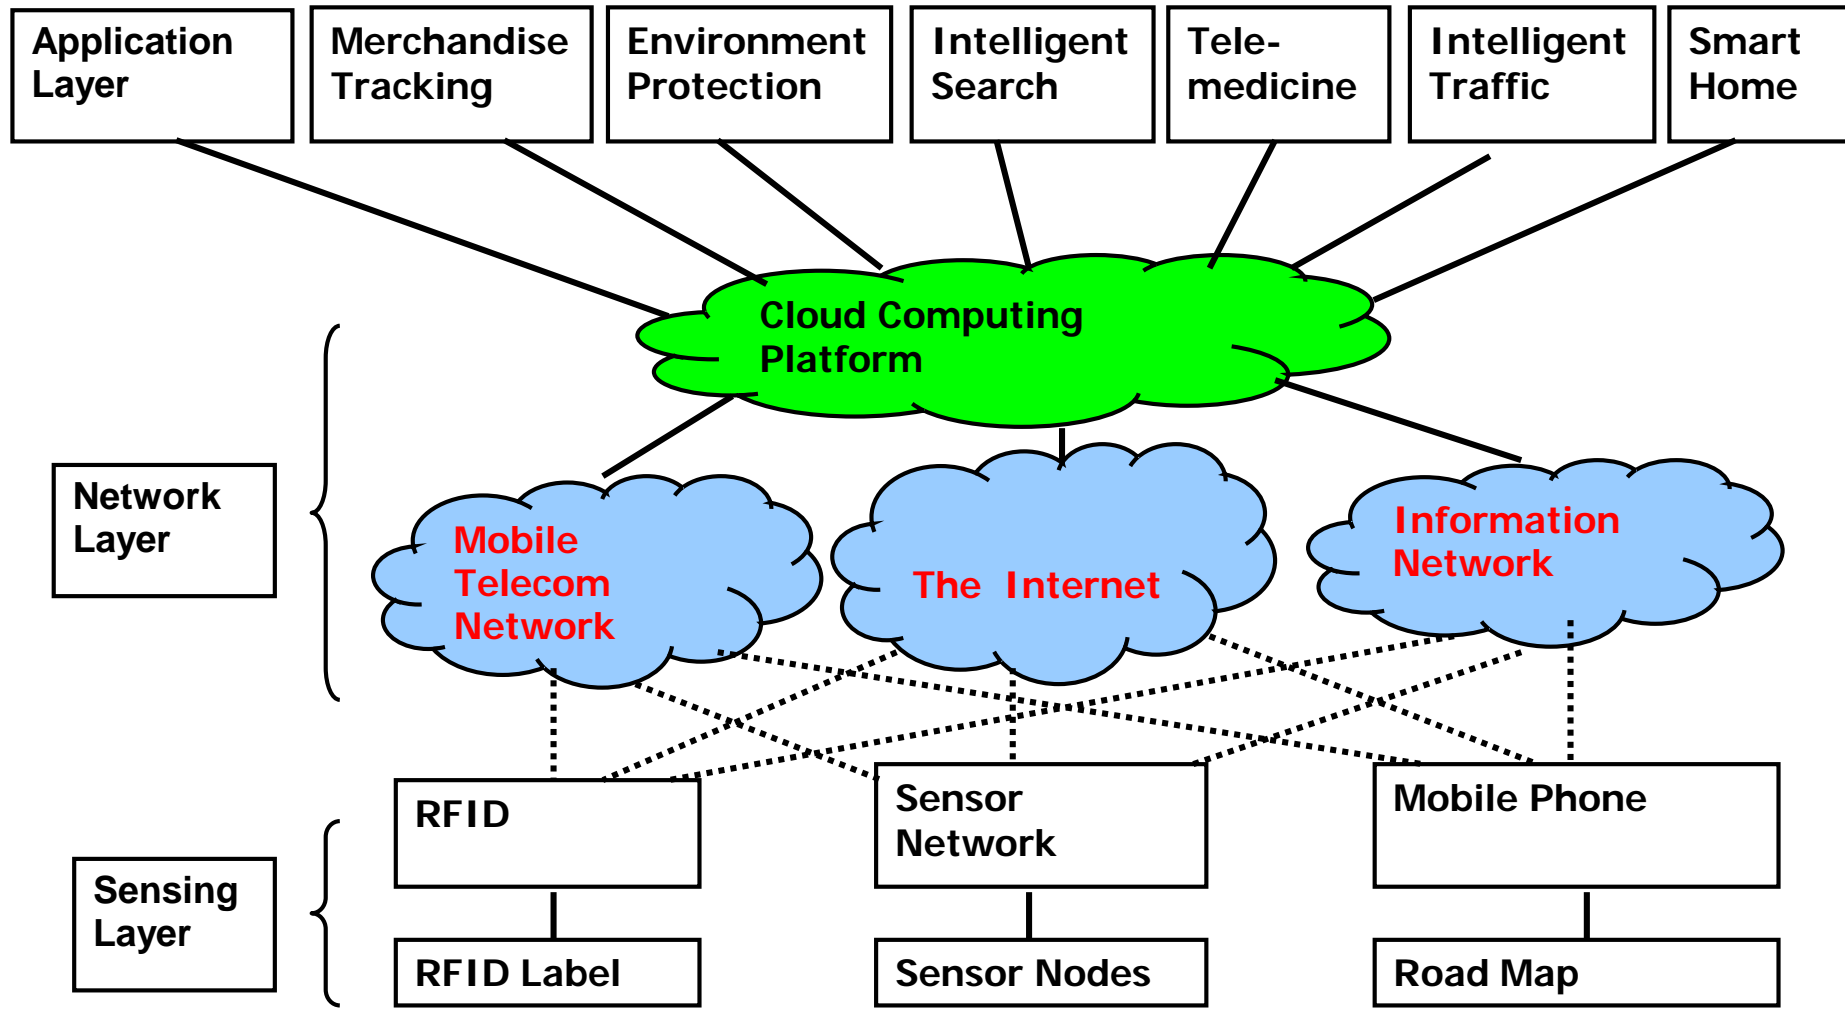 Application
Layer
Merchandise
Tracking
Environment
Protection
Intelligent
Search
Tele-
medicine
Intelligent
Traffic
Smart
Home
Cloud Computing
Platform
Network
Layer
Mobile
Telecom
Network
The Internet
Information
Network
Sensing
Layer
RFID
Sensor
Network
Mobile Phone
RFID Label
Sensor Nodes
Road Map